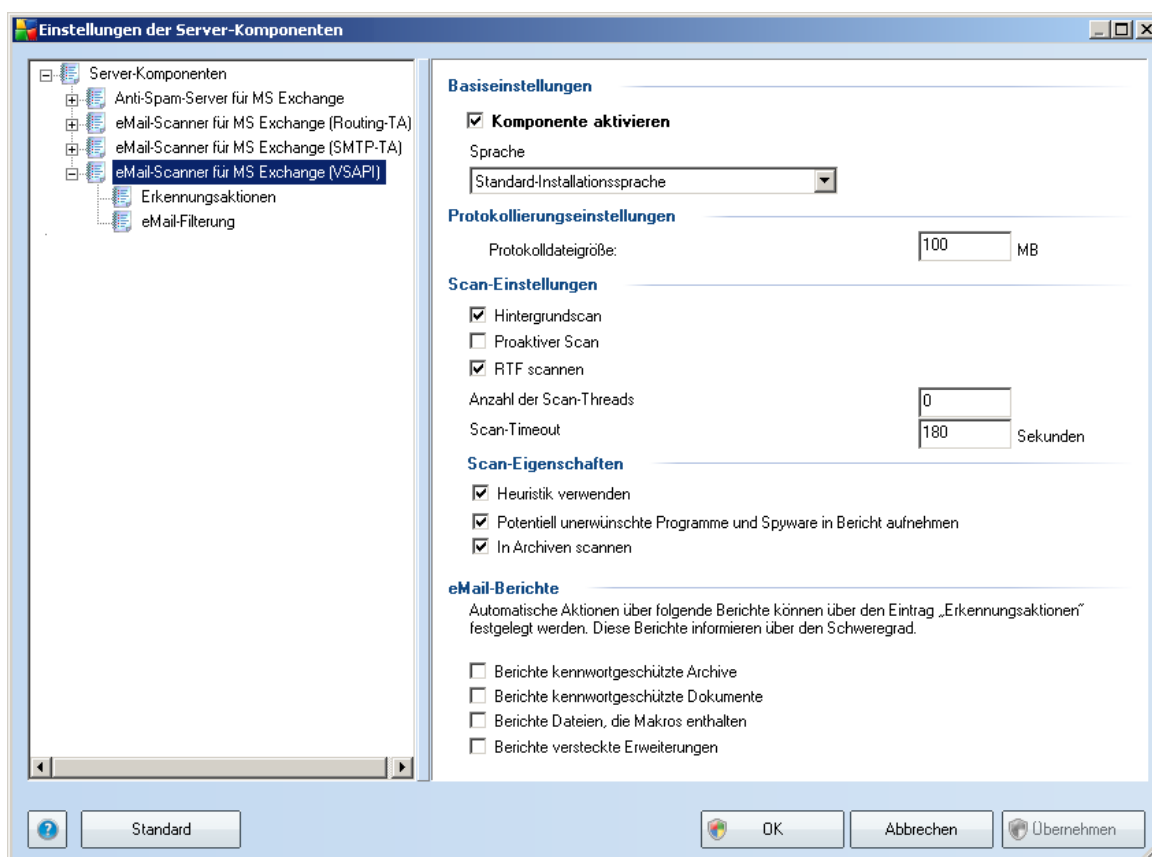 Einstellungen der Server-Komponenten
Server-Komponenten
Anti-Spam-Server für MS Exchange
eMail-Scanner für MS Exchange (Routing-TA)
eMail-Scanner für MS Exchange (SMTP-TA)
eMail-Scanner für MS Exchange (VSAPI)
Erkennungsaktionen
eMail-Filterung
Basiseinstellungen
Komponente aktivieren
Sprache
Standard-Installationssprache
Protokollierungseinstellungen
Protokolldateigröße: 100 MB
Scan-Einstellungen
Hintergrundscan
Proaktiver Scan
RTF scannen
Anzahl der Scan-Threads 0
Scan-Timeout 180 Sekunden
Scan-Eigenschaften
Heuristik verwenden
Potentiell unerwünschte Programme und Spyware in Bericht aufnehmen
In Archiven scannen
eMail-Berichte
Automatische Aktionen über folgende Berichte können über den Eintrag „Erkennungsaktionen“
festgelegt werden. Diese Berichte informieren über den Schweregrad.
Berichte kennwortgeschützte Archive
Berichte kennwortgeschützte Dokumente
Berichte Dateien, die Makros enthalten
Berichte versteckte Erweiterungen
? Standard OK Abbrechen Übernehmen